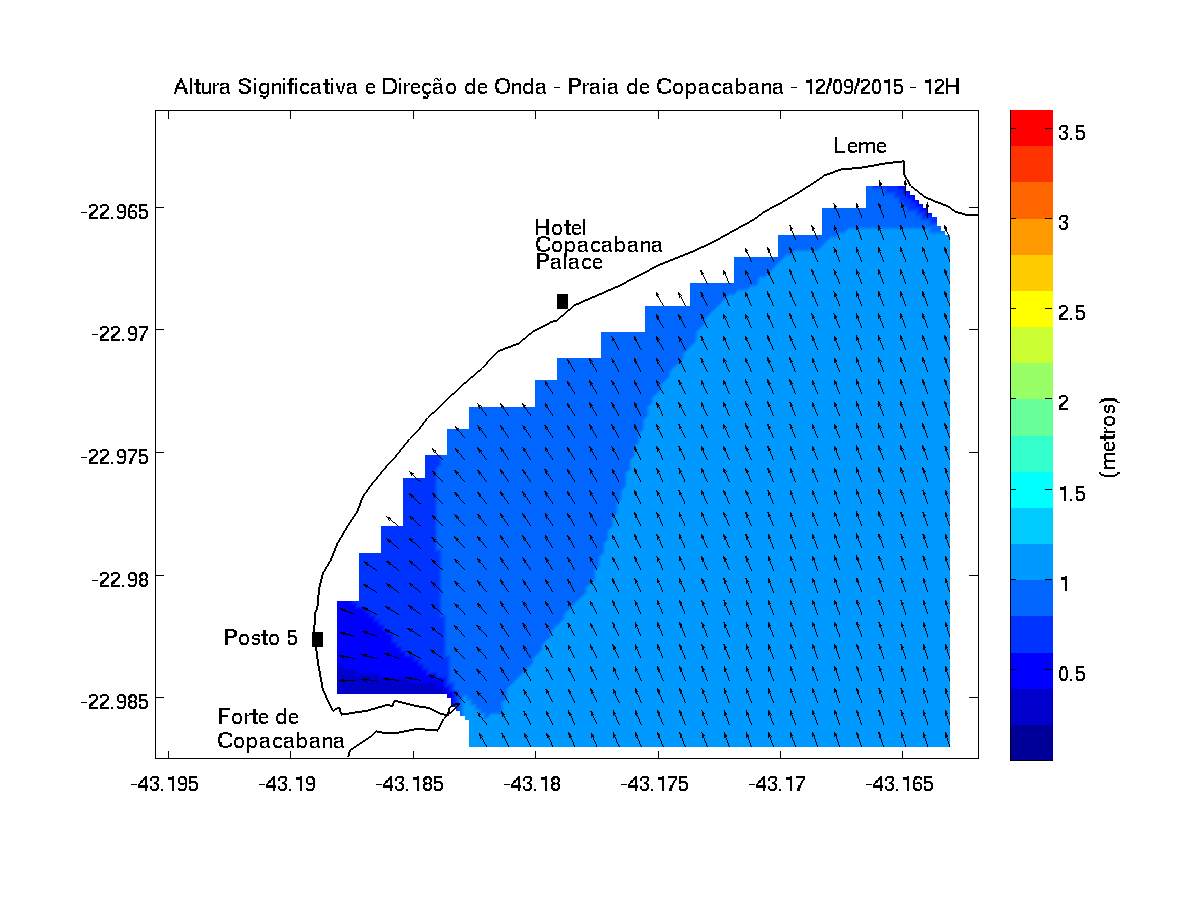 Altura Significativa e Direção de Onda - Praia de Copacabana - 12/09/2015 - 12H
Leme
Hotel
Copacabana
Palace
Posto 5
Forte de
Copacabana
-22.965
-22.97
-22.975
-22.98
-22.985
-43.195
-43.19
-43.185
-43.18
-43.175
-43.17
-43.165
3.5
3
2.5
2
1.5
1
0.5
(metros)